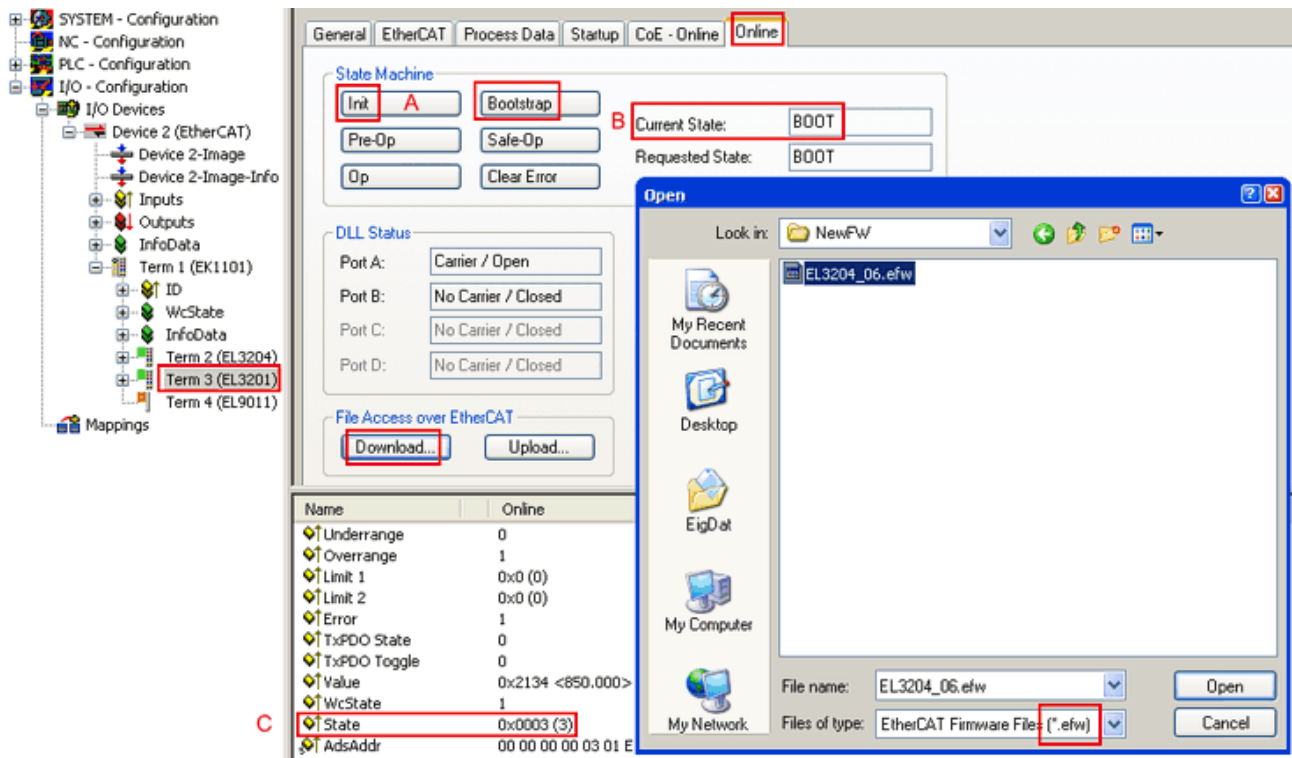 SYSTEM - Configuration
NC - Configuration
PLC - Configuration
I/O - Configuration
I/O Devices
Device 2 (EtherCAT)
Device 2-Image
Device 2-Image-Info
Inputs
Outputs
InfoData
Term 1 (EK1101)
ID
WcState
InfoData
Term 2 (EL3204)
Term 3 (EL3201)
Term 4 (EL9011)
Mappings
General EtherCAT Process Data Startup CoE - Online Online
State Machine
Init A Bootstrap
Pre-Op Safe-Op
Op Clear Error
B Current State: BOOT
Requested State: BOOT
DLL Status
Port A: Carrier / Open
Port B: No Carrier / Closed
Port C: No Carrier / Closed
Port D: No Carrier / Closed
File Access over EtherCAT
Download... Upload...
Name Online
Underrange 0
Overrange 1
Limit 1 0x0 (0)
Limit 2 0x0 (0)
Error 1
TxPDO State 0
TxPDO Toggle 0
Value 0x2134 <850.000>
WcState 1
C State 0x0003 (3)
AdsAddr 00 00 00 00 03 01 E
Open
Look in: NewFW
EL3204_06.efw
My Recent
Documents
Desktop
EigDat
My Computer
My Network
File name: EL3204_06.efw Open
Files of type: EtherCAT Firmware Files (*.efw) Cancel